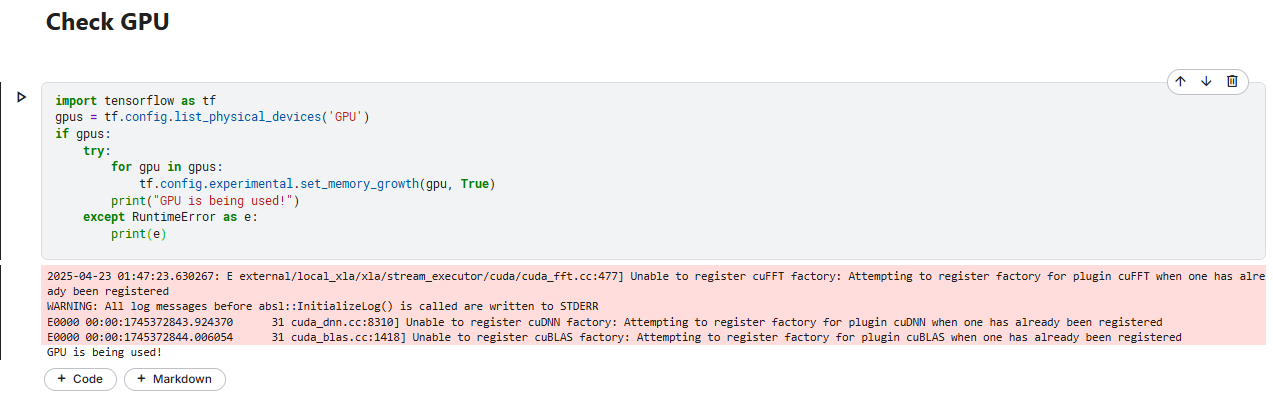 Check GPU
import tensorflow as tf
gpus = tf.config.list_physical_devices('GPU')
if gpus:
    try:
        for gpu in gpus:
            tf.config.experimental.set_memory_growth(gpu, True)
        print("GPU is being used!")
    except RuntimeError as e:
        print(e)
2025-04-23 01:47:23.630267: E external/local_xla/xla/stream_executor/cuda/cuda_fft.cc:477] Unable to register cuFFT factory: Attempting to register factory for plugin cuFFT when one has alre
ady been registered
WARNING: All log messages before absl::InitializeLog() is called are written to STDERR
E0000 00:00:1745372843.924370      31 cuda_dnn.cc:8310] Unable to register cuDNN factory: Attempting to register factory for plugin cuDNN when one has already been registered
E0000 00:00:1745372844.006054      31 cuda_blas.cc:1418] Unable to register cuBLAS factory: Attempting to register factory for plugin cuBLAS when one has already been registered
GPU is being used!
+ Code + Markdown